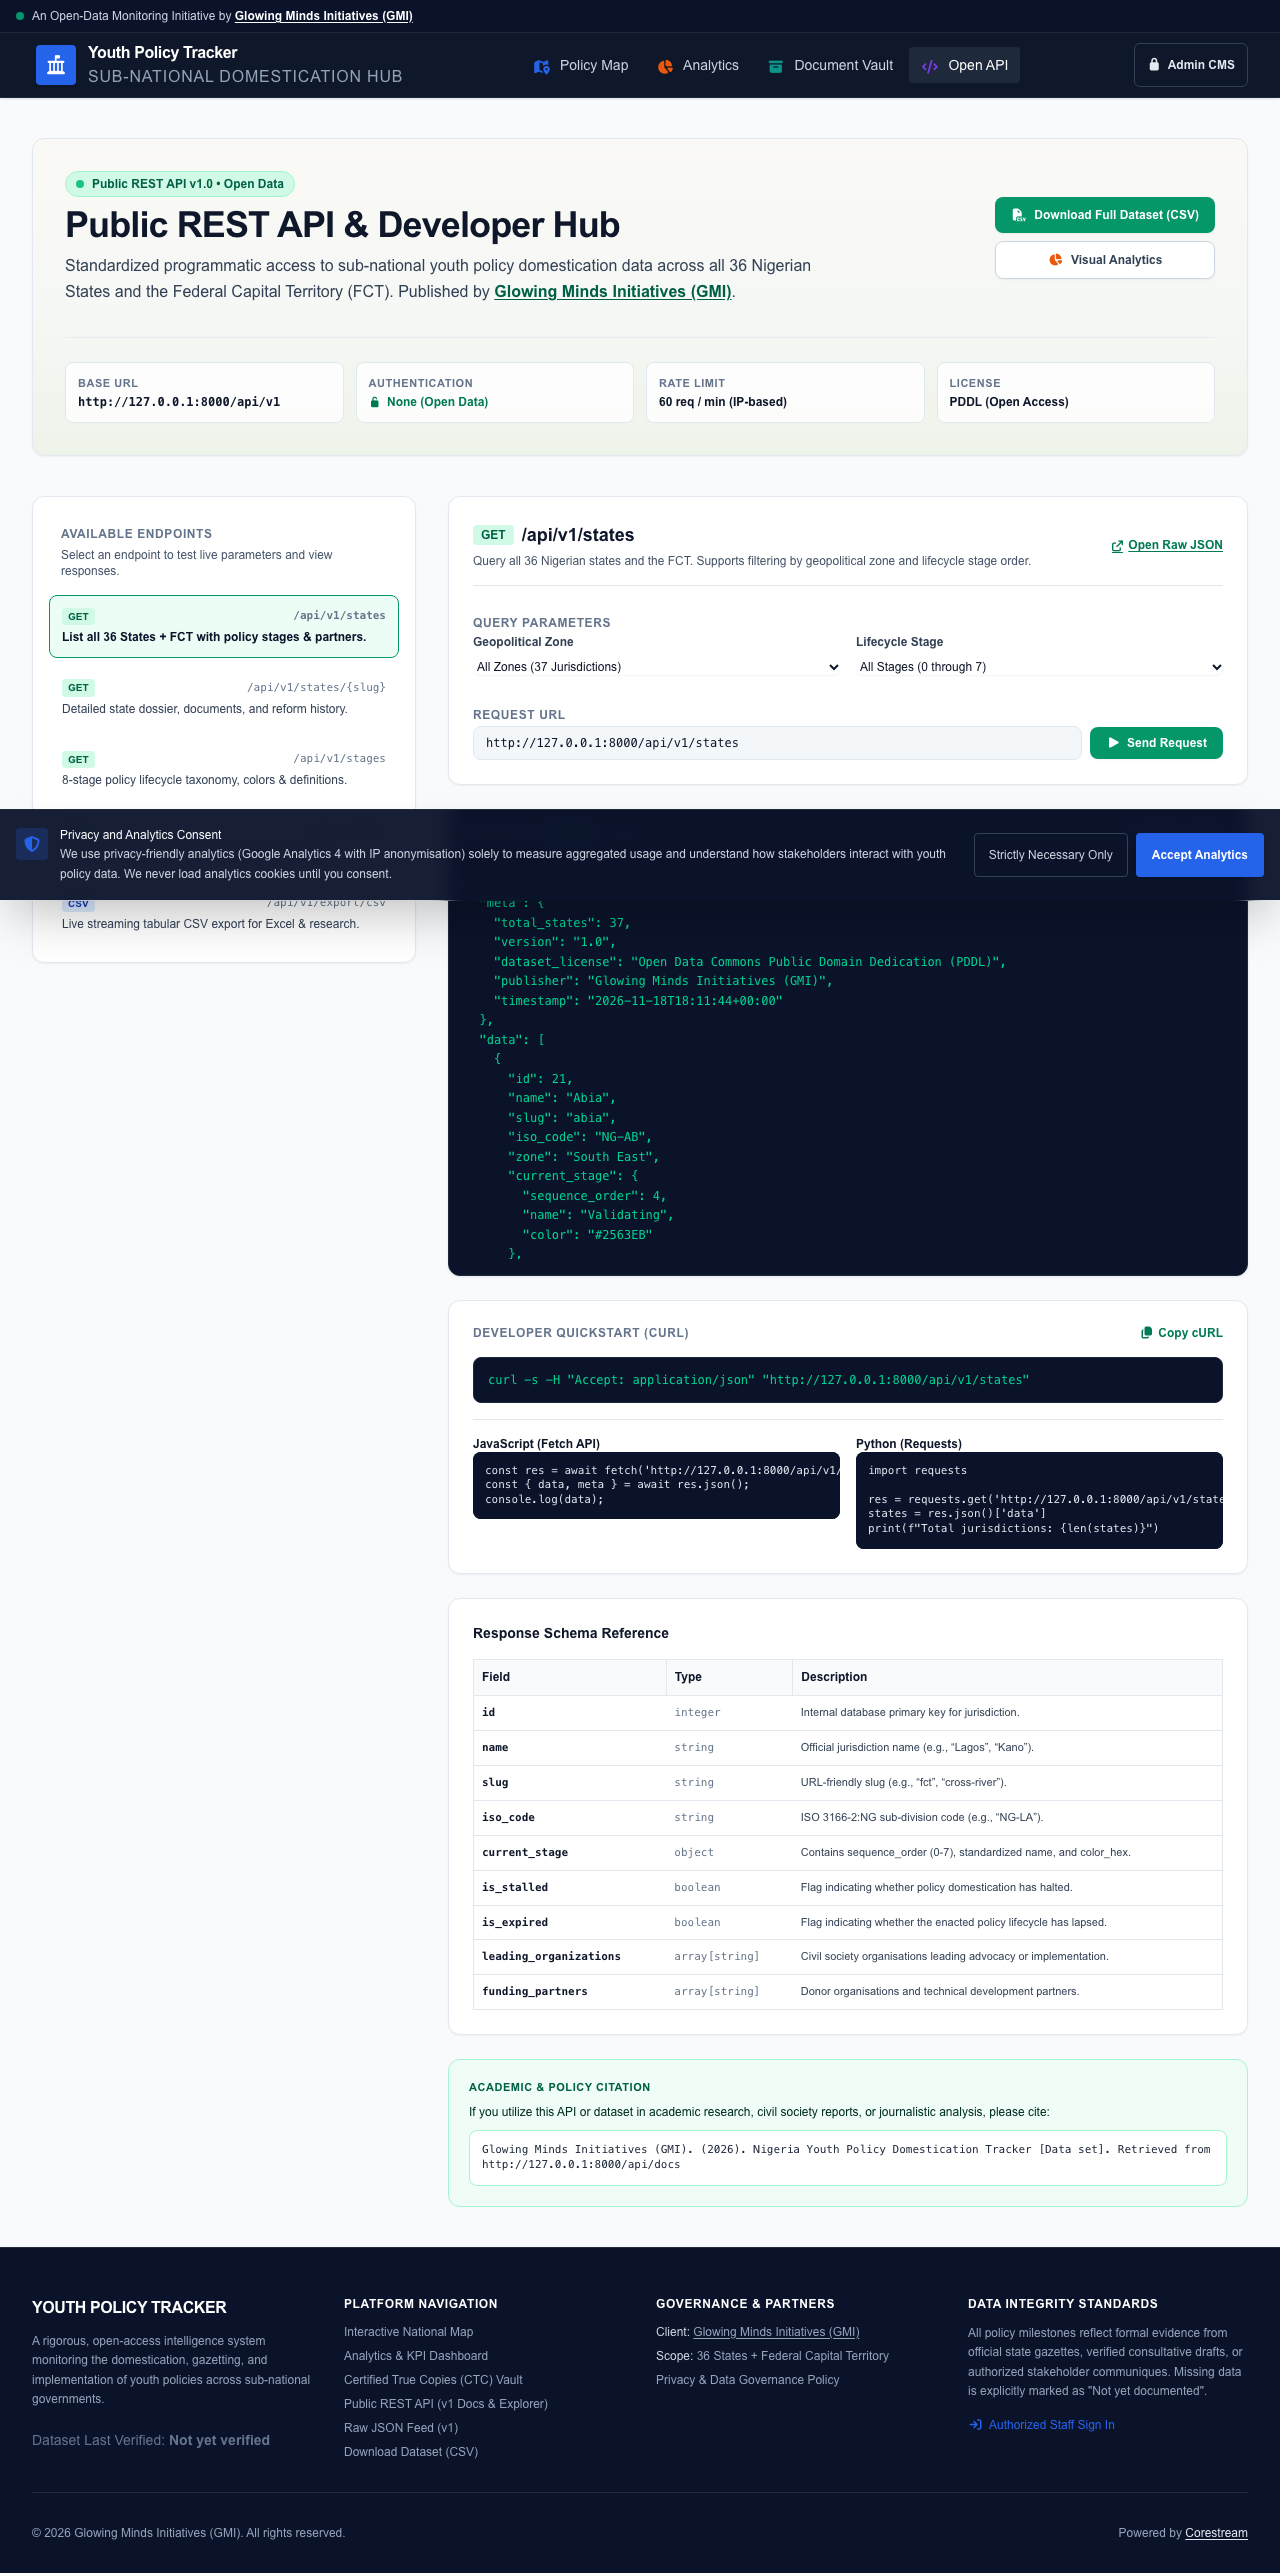 An Open-Data Monitoring Initiative by Glowing Minds Initiatives (GMI)
Youth Policy Tracker
SUB-NATIONAL DOMESTICATION HUB
Policy Map
Analytics
Document Vault
Open API
Admin CMS
Public REST API v1.0 • Open Data
Public REST API & Developer Hub
Standardized programmatic access to sub-national youth policy domestication data across all 36 Nigerian
States and the Federal Capital Territory (FCT). Published by Glowing Minds Initiatives (GMI).
Download Full Dataset (CSV)
Visual Analytics
BASE URL
http://127.0.0.1:8000/api/v1
AUTHENTICATION
None (Open Data)
RATE LIMIT
60 req / min (IP-based)
LICENSE
PDDL (Open Access)
AVAILABLE ENDPOINTS
Select an endpoint to test live parameters and view
responses.
GET /api/v1/states
List all 36 States + FCT with policy stages & partners.
GET /api/v1/states/{slug}
Detailed state dossier, documents, and reform history.
GET /api/v1/stages
8-stage policy lifecycle taxonomy, colors & definitions.
GET /api/v1/states
Query all 36 Nigerian states and the FCT. Supports filtering by geopolitical zone and lifecycle stage order.
Open Raw JSON
QUERY PARAMETERS
Geopolitical Zone
All Zones (37 Jurisdictions)
Lifecycle Stage
All Stages (0 through 7)
REQUEST URL
http://127.0.0.1:8000/api/v1/states
Send Request
Privacy and Analytics Consent
We use privacy-friendly analytics (Google Analytics 4 with IP anonymisation) solely to measure aggregated usage and understand how stakeholders interact with youth
policy data. We never load analytics cookies until you consent.
Strictly Necessary Only
Accept Analytics
CSV /api/v1/export/csv
Live streaming tabular CSV export for Excel & research.
"meta": {
"total_states": 37,
"version": "1.0",
"dataset_license": "Open Data Commons Public Domain Dedication (PDDL)",
"publisher": "Glowing Minds Initiatives (GMI)",
"timestamp": "2026-11-18T18:11:44+00:00"
},
"data": [
{
"id": 21,
"name": "Abia",
"slug": "abia",
"iso_code": "NG-AB",
"zone": "South East",
"current_stage": {
"sequence_order": 4,
"name": "Validating",
"color": "#2563EB"
},
DEVELOPER QUICKSTART (CURL)
Copy cURL
curl -s -H "Accept: application/json" "http://127.0.0.1:8000/api/v1/states"
JavaScript (Fetch API)
const res = await fetch('http://127.0.0.1:8000/api/v1/
const { data, meta } = await res.json();
console.log(data);
Python (Requests)
import requests
res = requests.get('http://127.0.0.1:8000/api/v1/state
states = res.json()['data']
print(f"Total jurisdictions: {len(states)}")
Response Schema Reference
Field Type Description
id integer Internal database primary key for jurisdiction.
name string Official jurisdiction name (e.g., “Lagos”, “Kano”).
slug string URL-friendly slug (e.g., “fct”, “cross-river”).
iso_code string ISO 3166-2:NG sub-division code (e.g., “NG-LA”).
current_stage object Contains sequence_order (0-7), standardized name, and color_hex.
is_stalled boolean Flag indicating whether policy domestication has halted.
is_expired boolean Flag indicating whether the enacted policy lifecycle has lapsed.
leading_organizations array[string] Civil society organisations leading advocacy or implementation.
funding_partners array[string] Donor organisations and technical development partners.
ACADEMIC & POLICY CITATION
If you utilize this API or dataset in academic research, civil society reports, or journalistic analysis, please cite:
Glowing Minds Initiatives (GMI). (2026). Nigeria Youth Policy Domestication Tracker [Data set]. Retrieved from
http://127.0.0.1:8000/api/docs
YOUTH POLICY TRACKER
A rigorous, open-access intelligence system
monitoring the domestication, gazetting, and
implementation of youth policies across sub-national
governments.
Dataset Last Verified: Not yet verified
PLATFORM NAVIGATION
Interactive National Map
Analytics & KPI Dashboard
Certified True Copies (CTC) Vault
Public REST API (v1 Docs & Explorer)
Raw JSON Feed (v1)
Download Dataset (CSV)
GOVERNANCE & PARTNERS
Client: Glowing Minds Initiatives (GMI)
Scope: 36 States + Federal Capital Territory
Privacy & Data Governance Policy
DATA INTEGRITY STANDARDS
All policy milestones reflect formal evidence from
official state gazettes, verified consultative drafts, or
authorized stakeholder communiques. Missing data
is explicitly marked as "Not yet documented".
Authorized Staff Sign In
© 2026 Glowing Minds Initiatives (GMI). All rights reserved.
Powered by Corestream